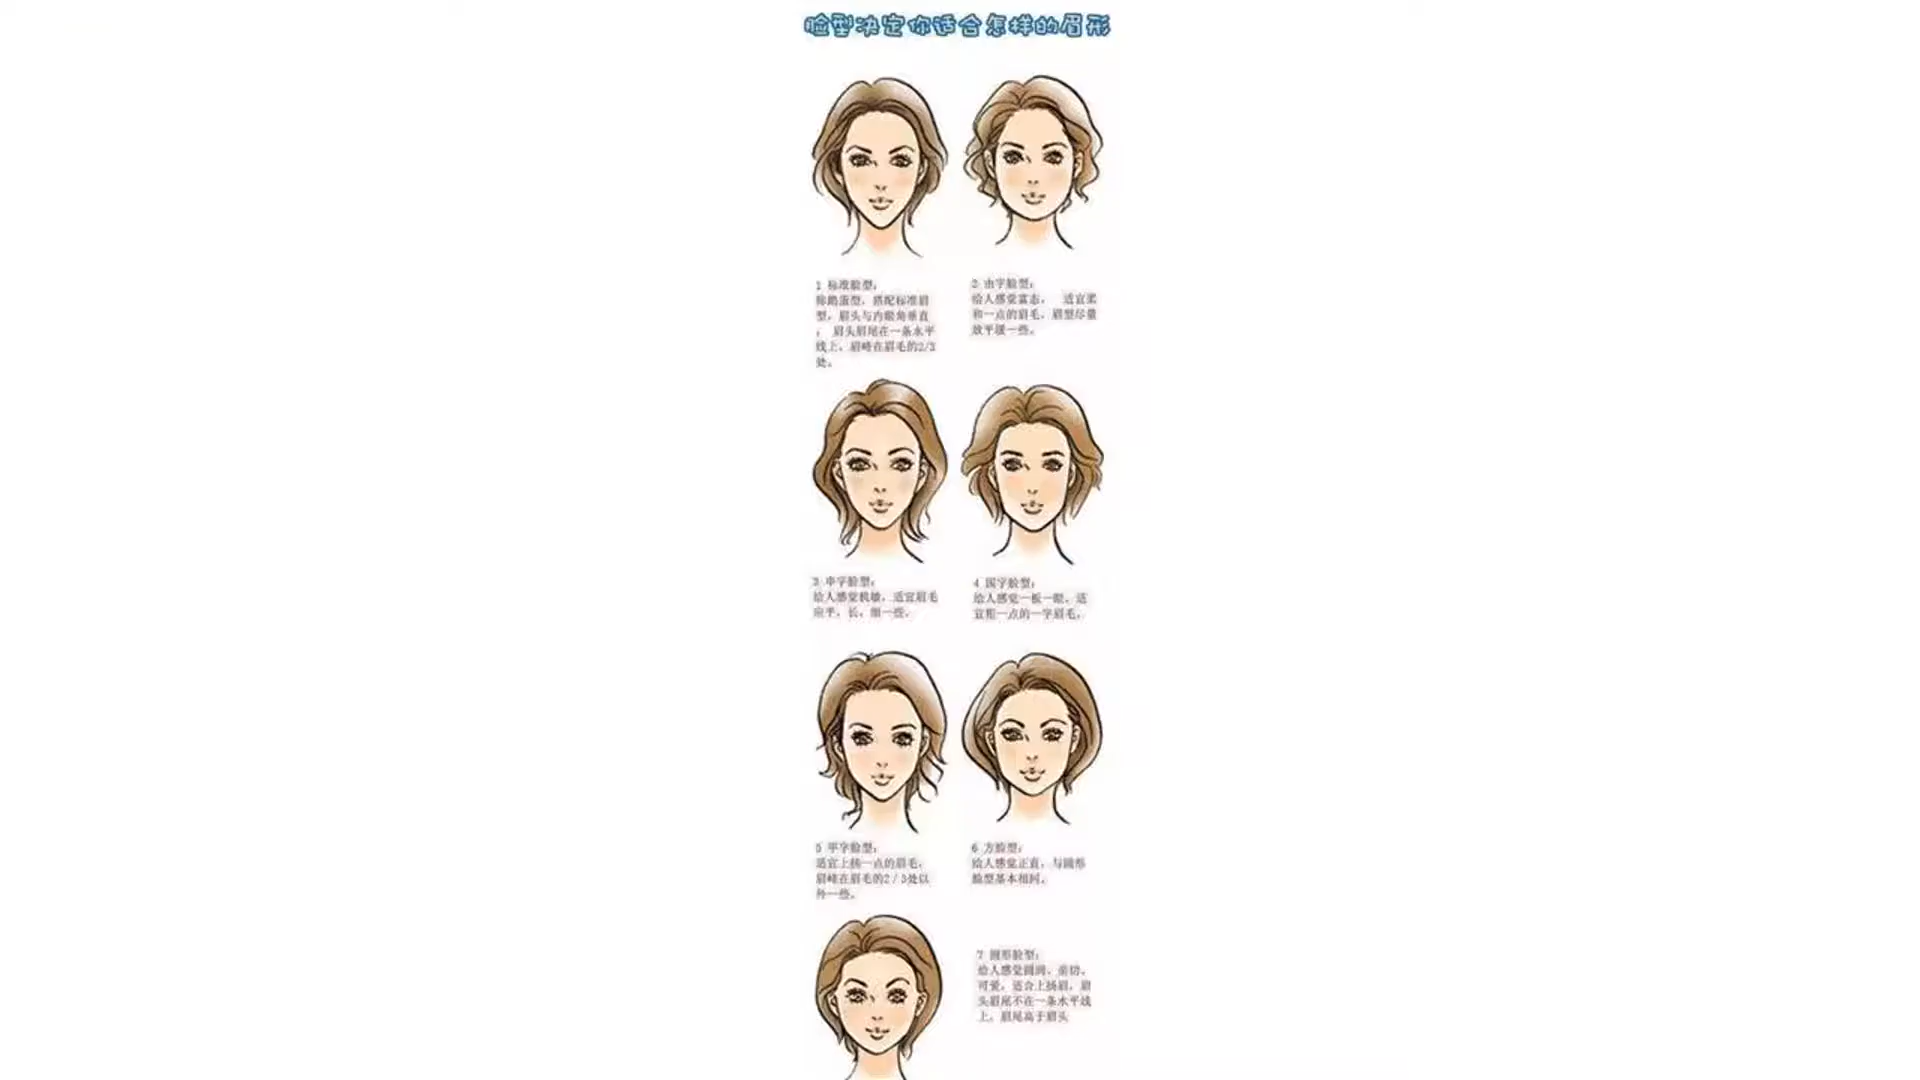 脸型决定你适合怎样的眉形
1 标准脸型：
称鹅蛋型，搭配标准眉
型，眉头与内眼角垂直
， 眉头眉尾在一条水平
线上，眉峰在眉毛的2/3
处。
2 由字脸型：
给人感觉富态， 适宜柔
和一点的眉毛，眉型尽量
放平缓一些。
3 申字脸型：
给人感觉机敏，适宜眉毛
应平，长，细一些。
4 国字脸型：
给人感觉一板一眼，适
宜粗一点的一字眉毛。
5 甲字脸型：
适宜上扬一点的眉毛，
眉峰在眉毛的2／3处以
外一些。
6 方脸型：
给人感觉正直，与圆形
脸型基本相同。
7 圆形脸型：
给人感觉圆润、亲切、
可爱，适合上扬眉，眉
头眉尾不在一条水平线
上，眉尾高于眉头